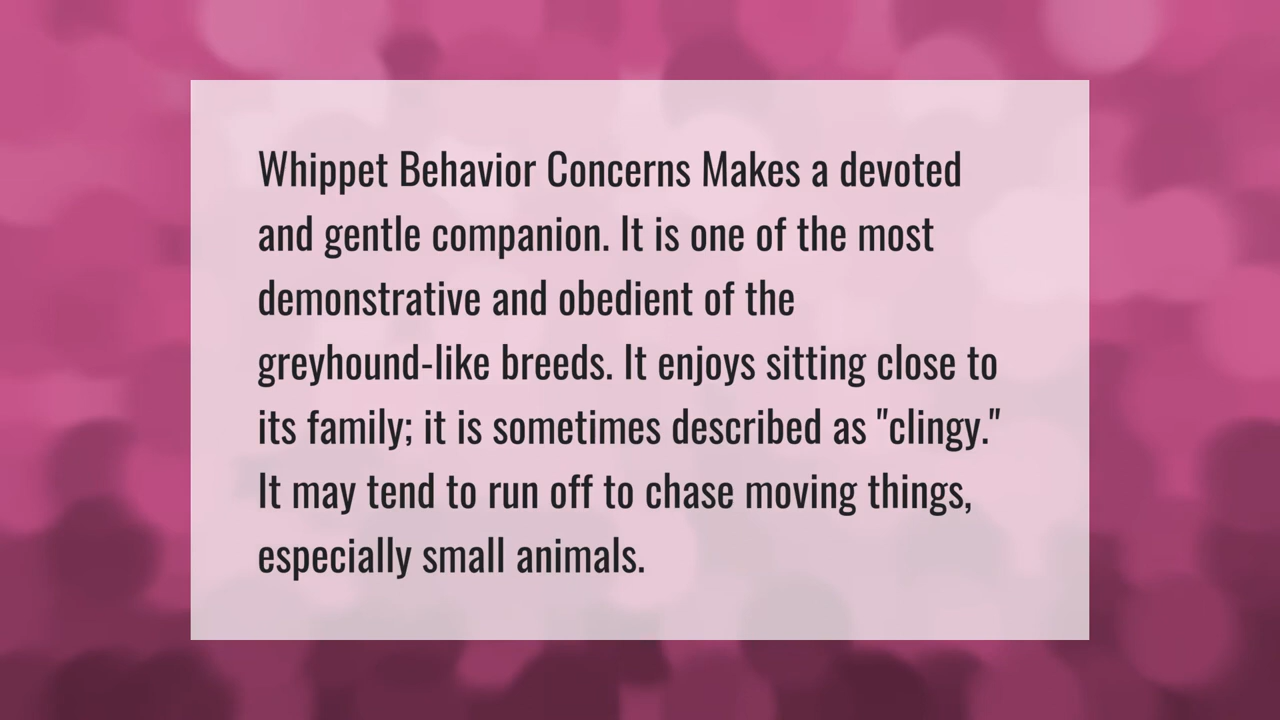 Whippet Behavior Concerns Makes a devoted
and gentle companion. It is one of the most
demonstrative and obedient of the
greyhound-like breeds. It enjoys sitting close to
its family; it is sometimes described as "clingy."
It may tend to run off to chase moving things,
especially small animals.